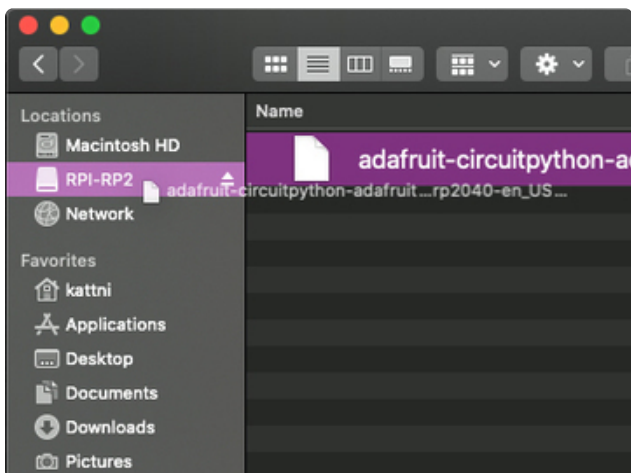 Locations
Name
Macintosh HD
adafruit-circuitpython-a
RPI-RP2
adafruit-circuitpython-adafruit...rp2040-en_US...
Network
Favorites
kattni
Applications
Desktop
Documents
Downloads
Pictures